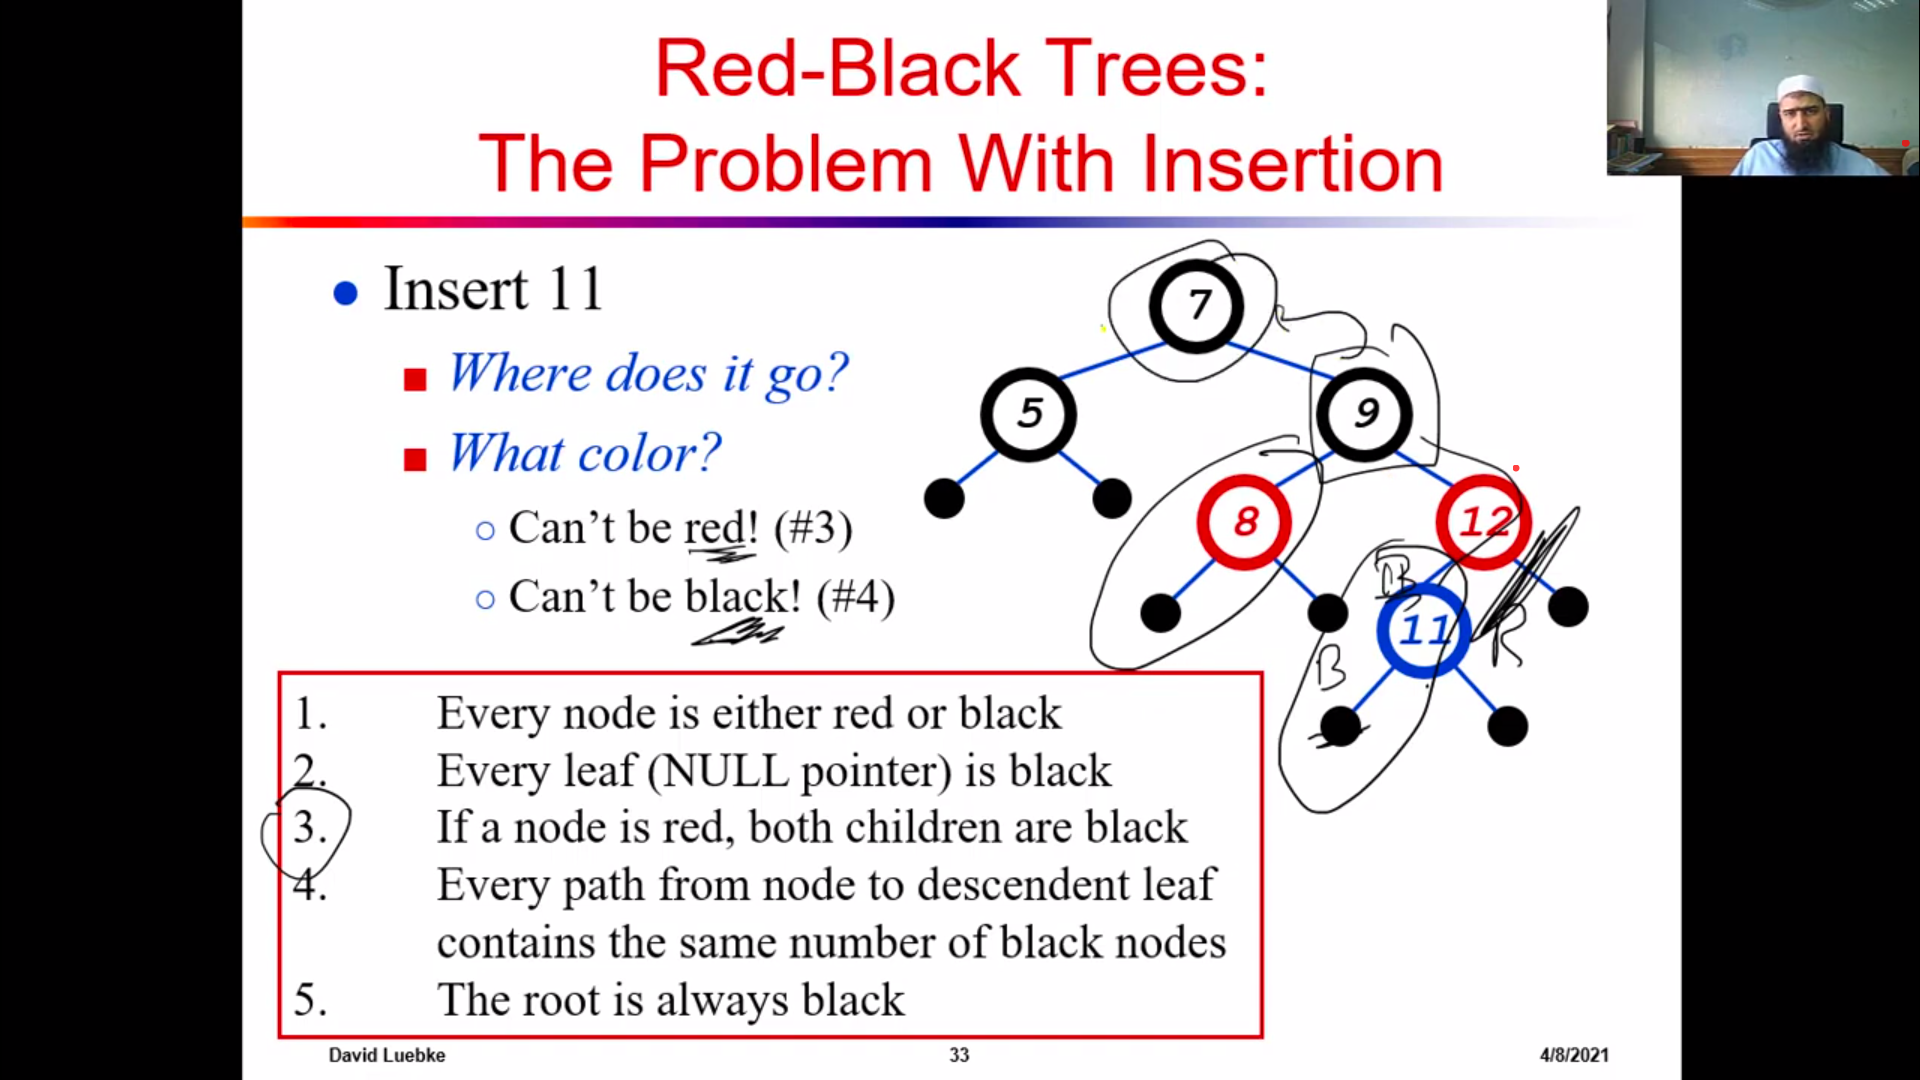 Red-Black Trees:
The Problem With Insertion
Insert 11
Where does it go?
What color?
Can't be red! (#3)
Can't be black! (#4)
7
5
9
8
12
B
11
R
B
1. Every node is either red or black
2. Every leaf (NULL pointer) is black
3. If a node is red, both children are black
4. Every path from node to descendent leaf
contains the same number of black nodes
5. The root is always black
David Luebke
33
4/8/2021